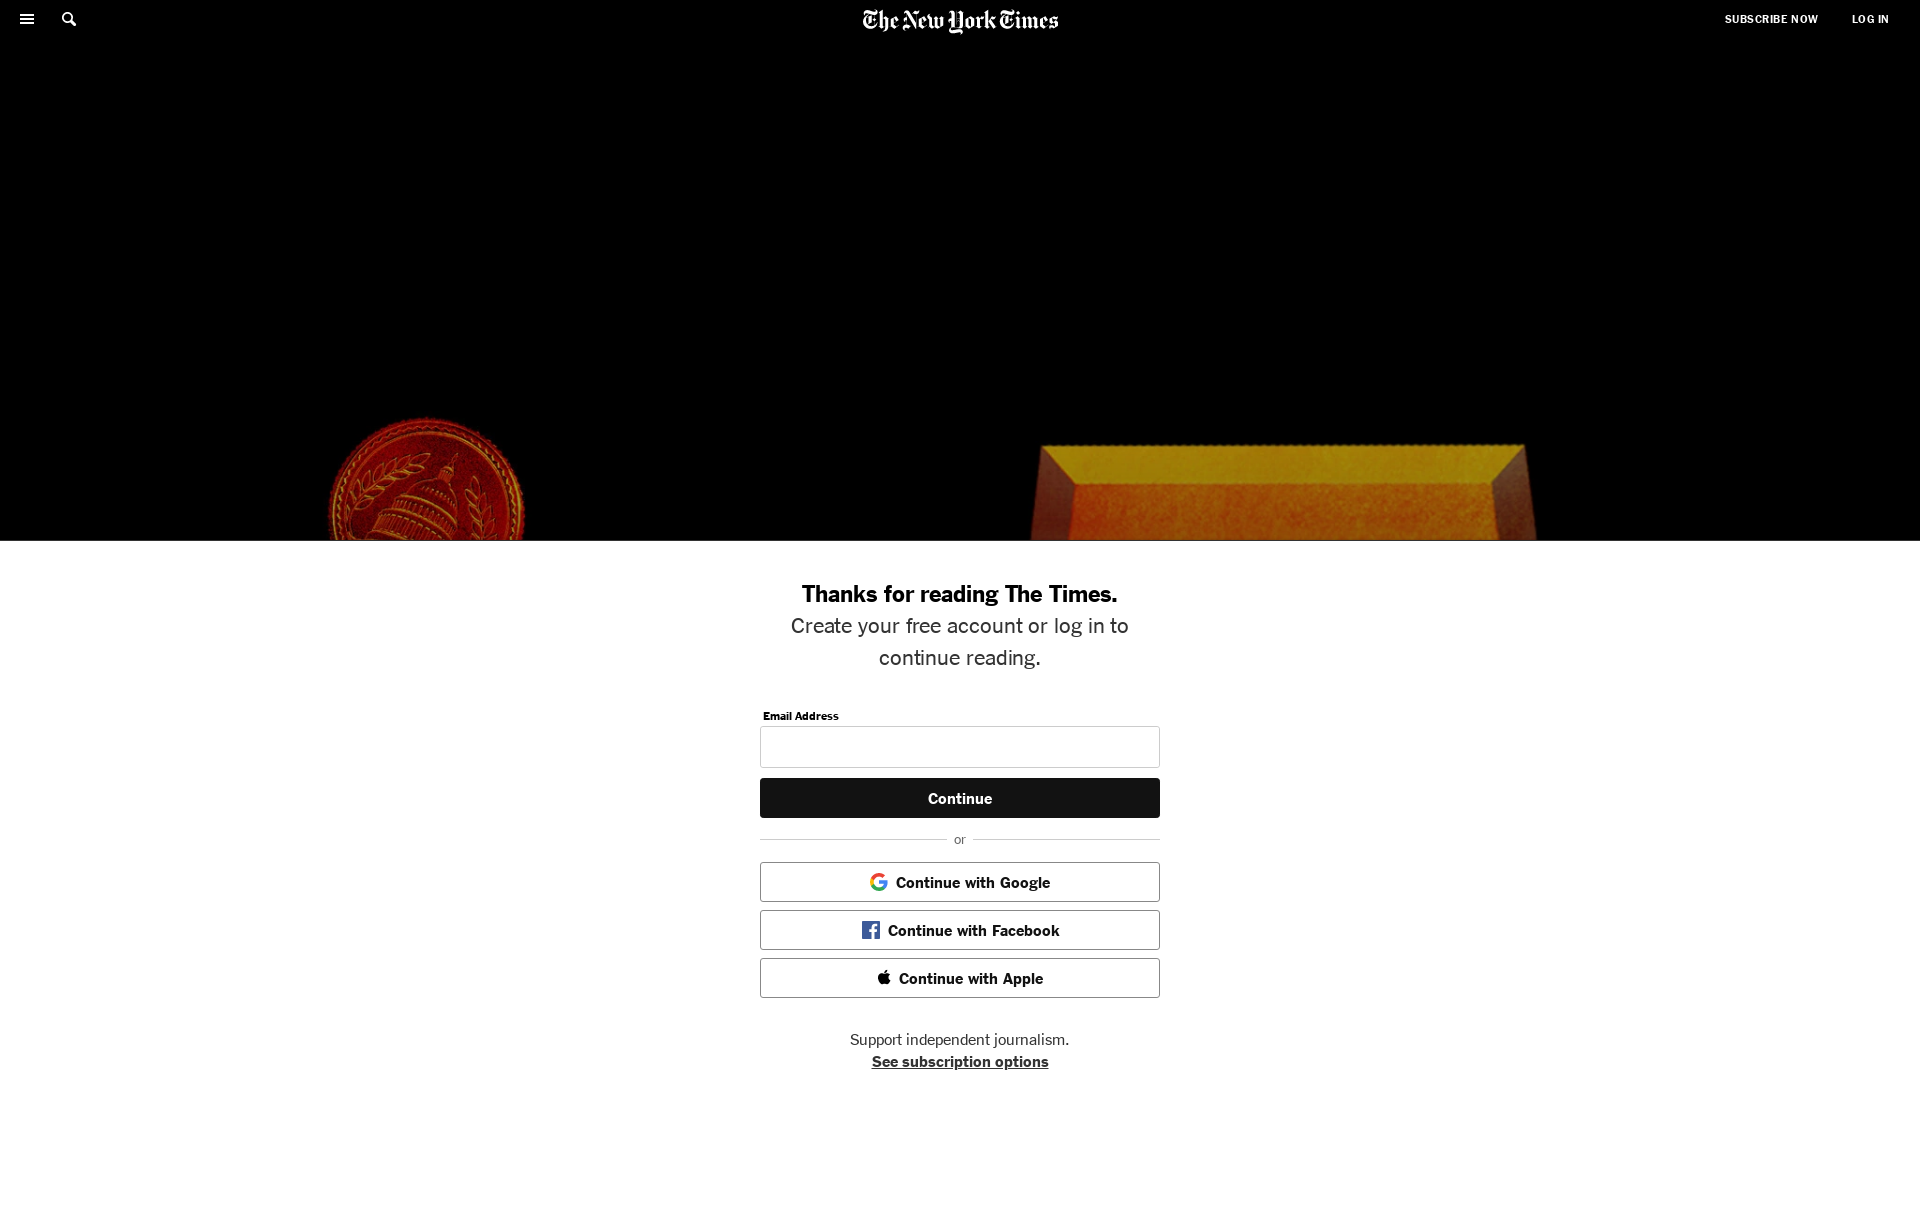 The New York Times
SUBSCRIBE NOW
LOG IN
Thanks for reading The Times.
Create your free account or log in to
continue reading.
Email Address
Continue
or
Continue with Google
Continue with Facebook
Continue with Apple
Support independent journalism.
See subscription options